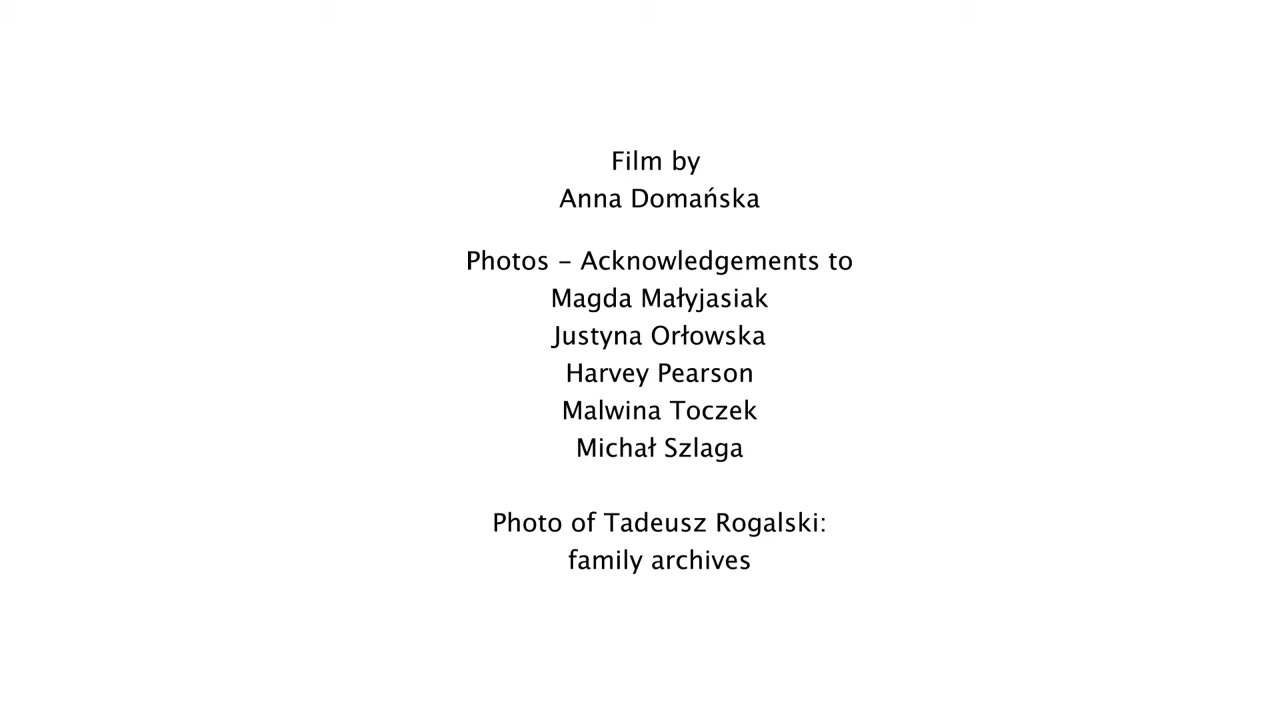 Film by
Anna Domańska
Photos – Acknowledgements to
Magda Małyjasiak
Justyna Orłowska
Harvey Pearson
Malwina Toczek
Michał Szlaga
Photo of Tadeusz Rogalski:
family archives